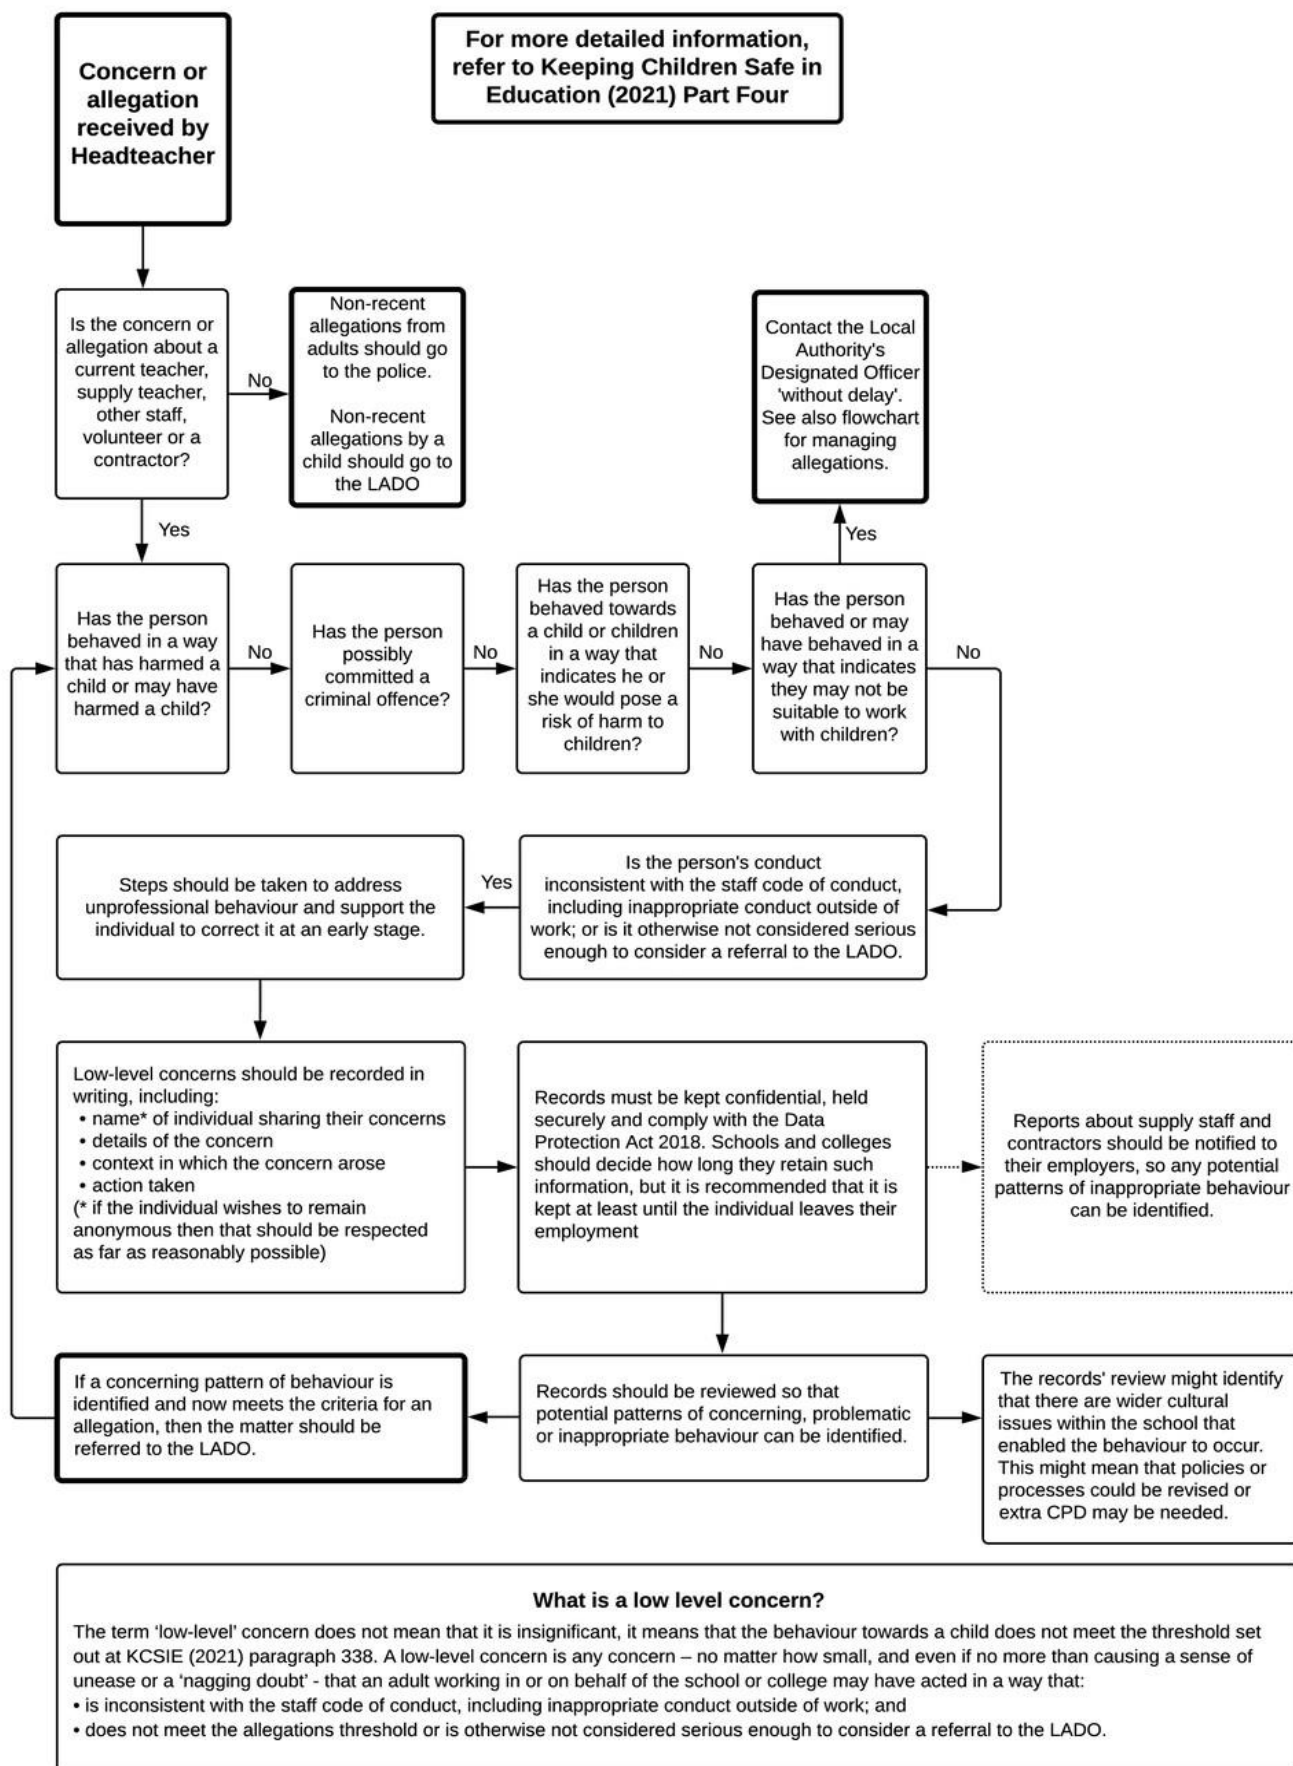 Concern or
allegation
received by
Headteacher
For more detailed information,
refer to Keeping Children Safe in
Education (2021) Part Four
Is the concern or
allegation about a
current teacher,
supply teacher,
other staff,
volunteer or a
contractor?
No
Non-recent
allegations from
adults should go
to the police.
Non-recent
allegations by a
child should go to
the LADO
Contact the Local
Authority's
Designated Officer
'without delay'.
See also flowchart
for managing
allegations.
Yes
Yes
Has the person
behaved in a way
that has harmed a
child or may have
harmed a child?
No
Has the person
possibly
committed a
criminal offence?
No
Has the person
behaved towards
a child or children
in a way that
indicates he or
she would pose a
risk of harm to
children?
No
Has the person
behaved or may
have behaved in a
way that indicates
they may not be
suitable to work
with children?
No
Steps should be taken to address
unprofessional behaviour and support the
individual to correct it at an early stage.
Yes
Is the person's conduct
inconsistent with the staff code of conduct,
including inappropriate conduct outside of
work; or is it otherwise not considered serious
enough to consider a referral to the LADO.
Low-level concerns should be recorded in
writing, including:
• name* of individual sharing their concerns
• details of the concern
• context in which the concern arose
• action taken
(* if the individual wishes to remain
anonymous then that should be respected
as far as reasonably possible)
Records must be kept confidential, held
securely and comply with the Data
Protection Act 2018. Schools and colleges
should decide how long they retain such
information, but it is recommended that it is
kept at least until the individual leaves their
employment
Reports about supply staff and
contractors should be notified to
their employers, so any potential
patterns of inappropriate behaviour
can be identified.
If a concerning pattern of behaviour is
identified and now meets the criteria for an
allegation, then the matter should be
referred to the LADO.
Records should be reviewed so that
potential patterns of concerning, problematic
or inappropriate behaviour can be identified.
The records' review might identify
that there are wider cultural
issues within the school that
enabled the behaviour to occur.
This might mean that policies or
processes could be revised or
extra CPD may be needed.
What is a low level concern?
The term ‘low-level’ concern does not mean that it is insignificant, it means that the behaviour towards a child does not meet the threshold set
out at KCSIE (2021) paragraph 338. A low-level concern is any concern – no matter how small, and even if no more than causing a sense of
unease or a ‘nagging doubt’ - that an adult working in or on behalf of the school or college may have acted in a way that:
• is inconsistent with the staff code of conduct, including inappropriate conduct outside of work; and
• does not meet the allegations threshold or is otherwise not considered serious enough to consider a referral to the LADO.